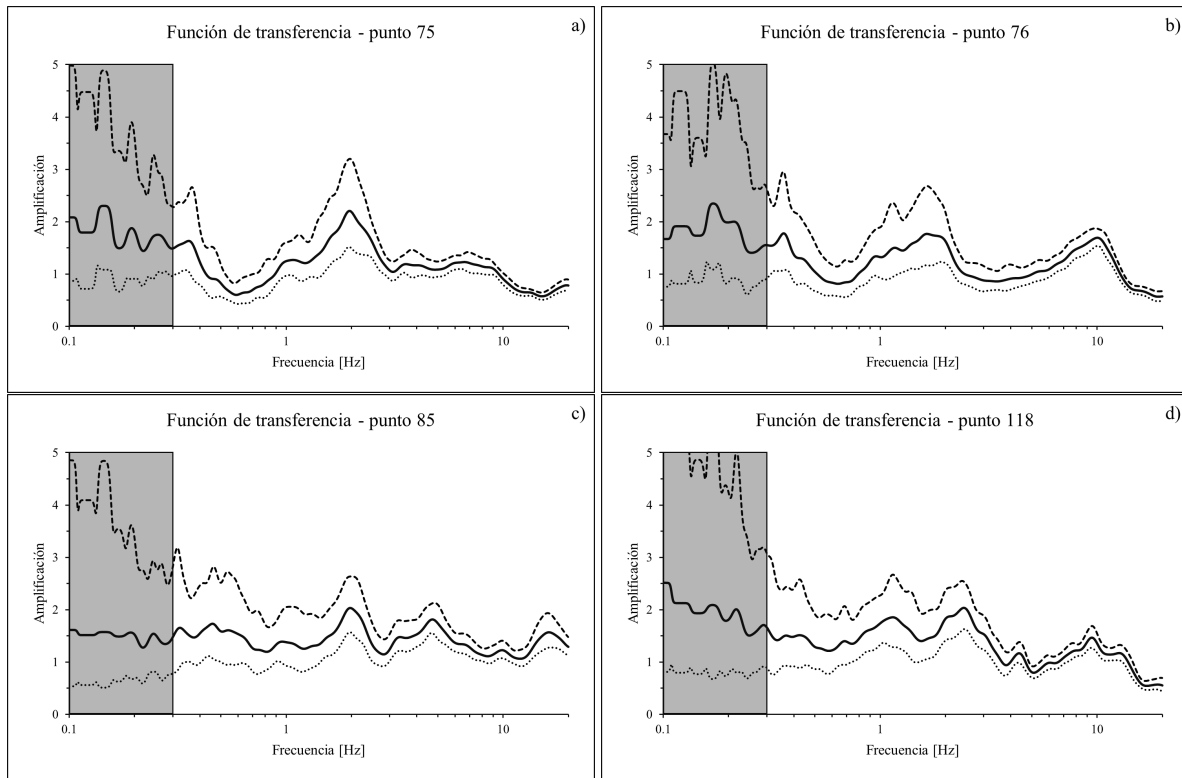 Función de transferencia - punto 75
a)
5
4
3
2
1
0
Amplificación
0.1
1
10
Frecuencia [Hz]
Función de transferencia - punto 76
b)
5
4
3
2
1
0
Amplificación
0.1
1
10
Frecuencia [Hz]
Función de transferencia - punto 85
c)
5
4
3
2
1
0
Amplificación
0.1
1
10
Frecuencia [Hz]
Función de transferencia - punto 118
d)
5
4
3
2
1
0
Amplificación
0.1
1
10
Frecuencia [Hz]